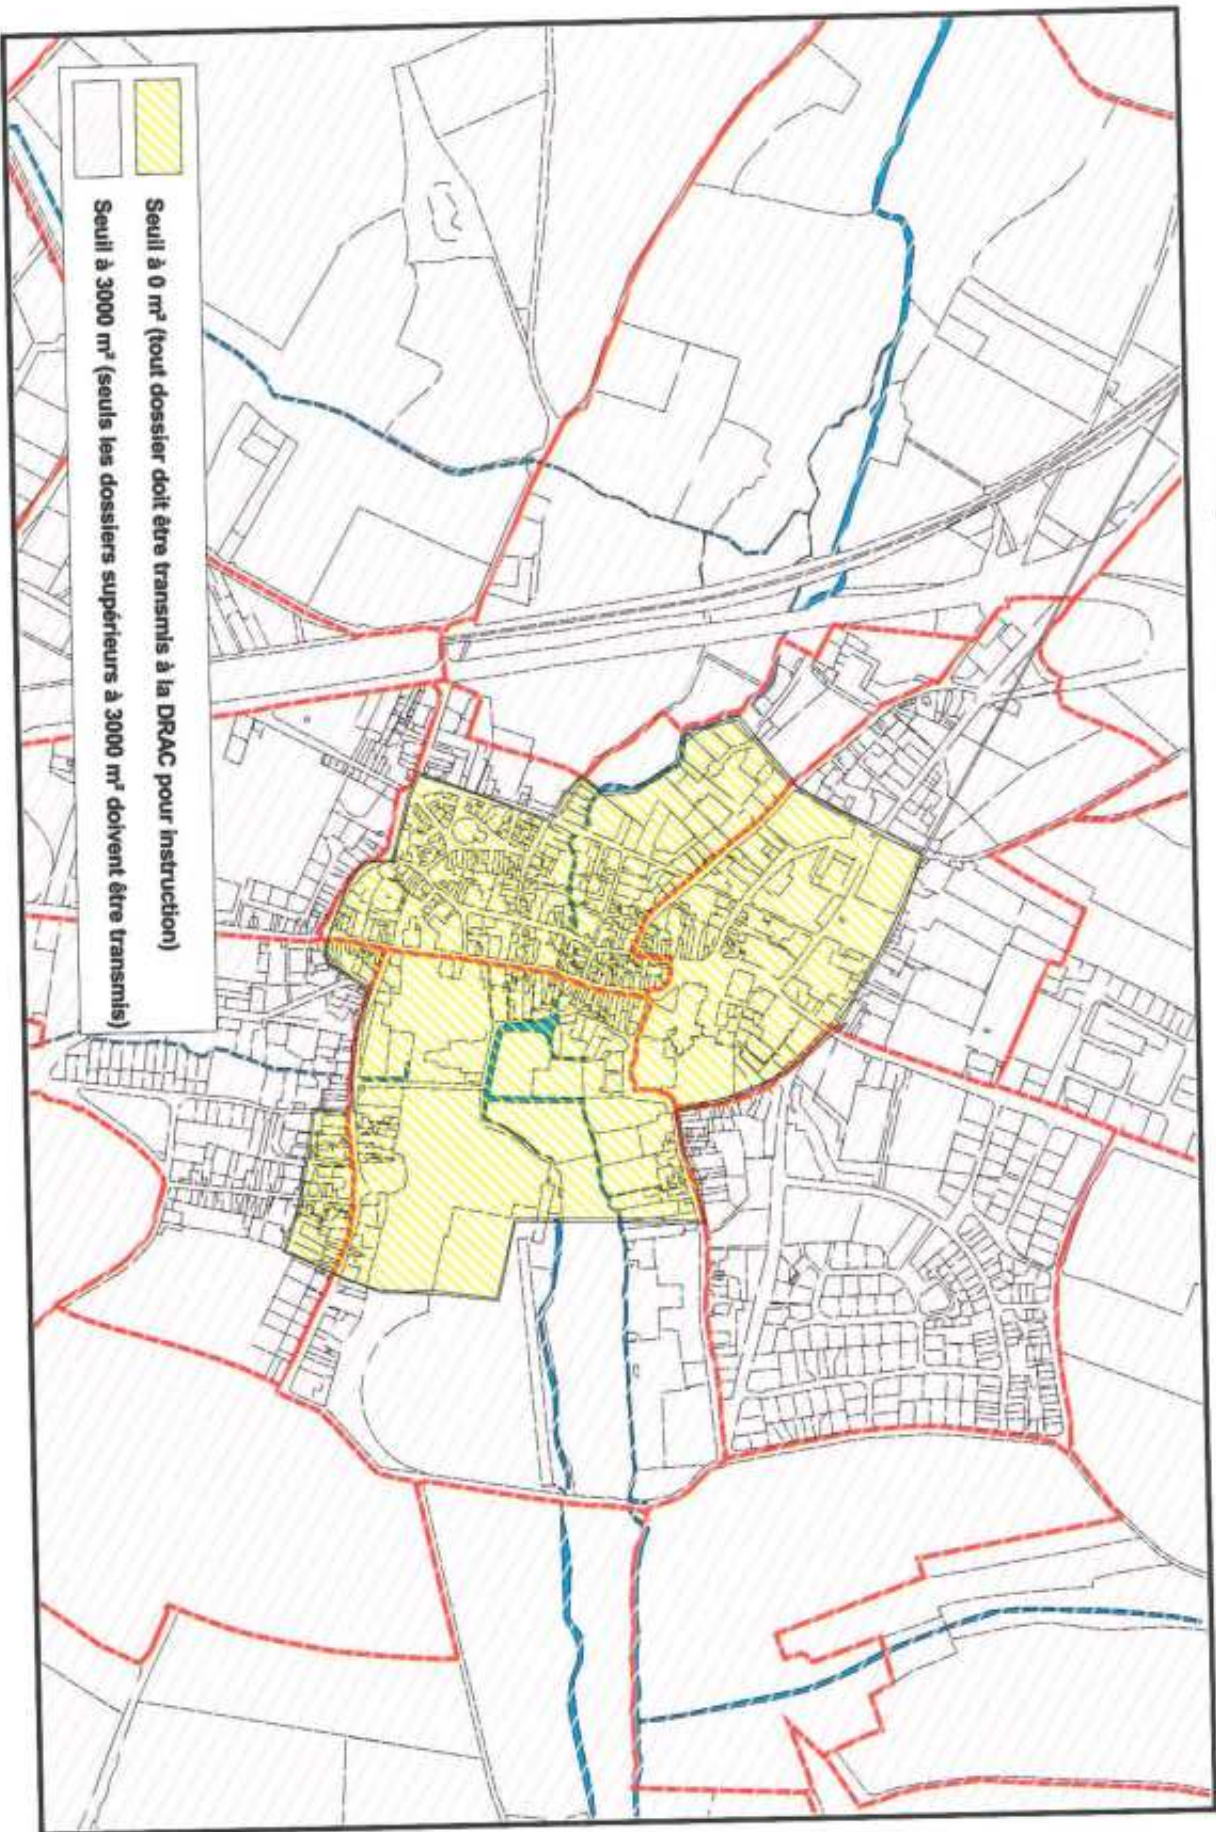 Seuil à 0 m² (tout dossier doit être transmis à la DRAC pour instruction)
Seuil à 3000 m² (seuls les dossiers supérieurs à 3000 m² doivent être transmis)